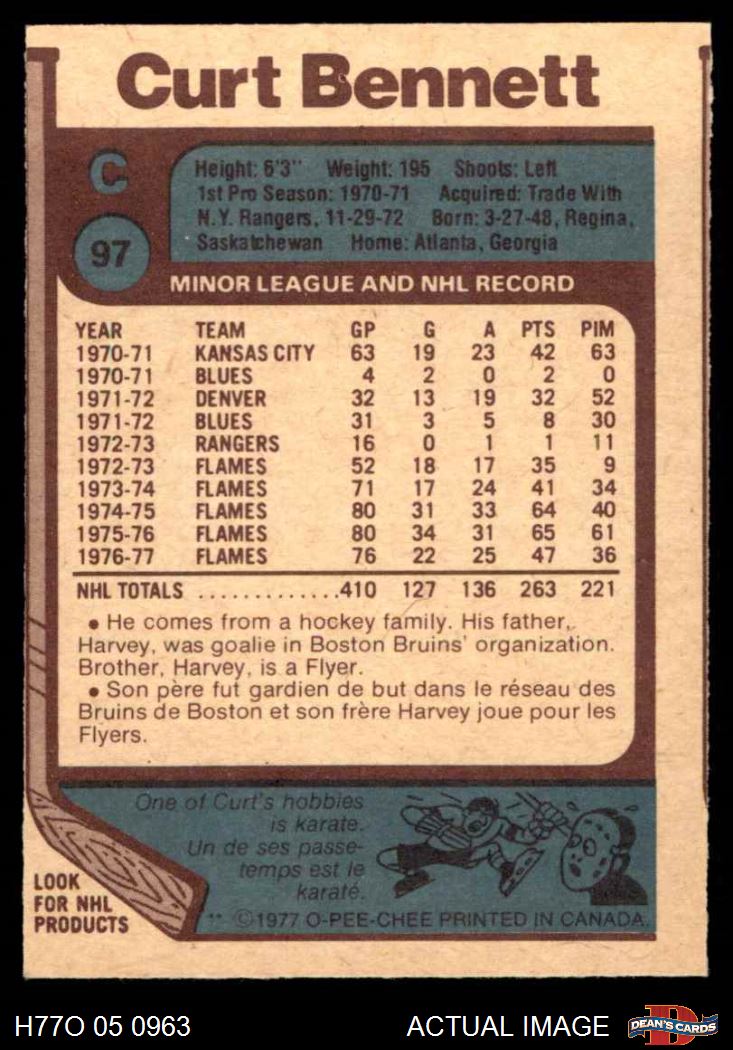 Curt Bennett
C
97
Height: 6'3" Weight: 195 Shoots: Left
1st Pro Season: 1970-71 Acquired: Trade With
N.Y. Rangers, 11-29-72 Born: 3-27-48, Regina,
Saskatchewan Home: Atlanta, Georgia
MINOR LEAGUE AND NHL RECORD
YEAR TEAM GP G A PTS PIM
1970-71 KANSAS CITY 63 19 23 42 63
1970-71 BLUES 4 2 0 2 0
1971-72 DENVER 32 13 19 32 52
1971-72 BLUES 31 3 5 8 30
1972-73 RANGERS 16 0 1 1 11
1972-73 FLAMES 52 18 17 35 9
1973-74 FLAMES 71 17 24 41 34
1974-75 FLAMES 80 31 33 64 40
1975-76 FLAMES 80 34 31 65 61
1976-77 FLAMES 76 22 25 47 36
NHL TOTALS .............410 127 136 263 221
• He comes from a hockey family. His father,
Harvey, was goalie in Boston Bruins' organization.
Brother, Harvey, is a Flyer.
• Son père fut gardien de but dans le réseau des
Bruins de Boston et son frère Harvey joue pour les
Flyers.
One of Curt's hobbies
is karate.
Un de ses passe-
temps est le
karaté.
LOOK
FOR NHL
PRODUCTS
** ©1977 O-PEE-CHEE PRINTED IN CANADA.
H77O 05 0963 ACTUAL IMAGE DEAN'S CARDS